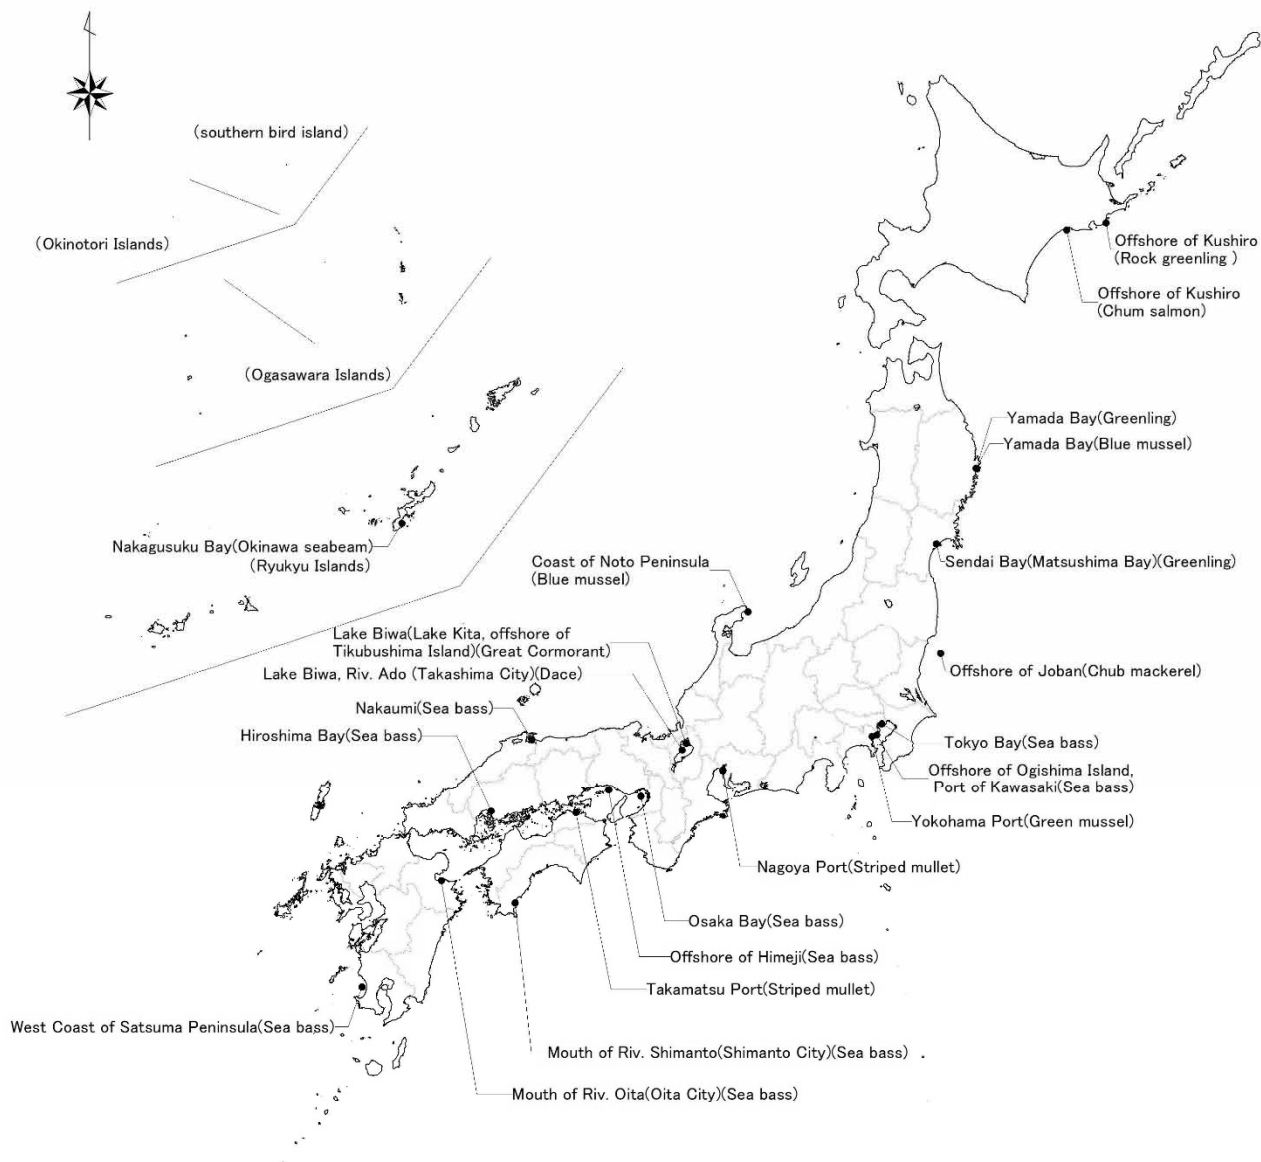 (southern bird island)
(Okinotori Islands)
Offshore of Kushiro
(Rock greenling )
Offshore of Kushiro
(Chum salmon)
(Ogasawara Islands)
Yamada Bay(Greenling)
Yamada Bay(Blue mussel)
Nakagusuku Bay(Okinawa seabeam)
(Ryukyu Islands)
Coast of Noto Peninsula
(Blue mussel)
Sendai Bay(Matsushima Bay)(Greenling)
Lake Biwa(Lake Kita, offshore of
Tikubushima Island)(Great Cormorant)
Lake Biwa, Riv. Ado (Takashima City)(Dace)
Offshore of Joban(Chub mackerel)
Nakaumi(Sea bass)
Hiroshima Bay(Sea bass)
Tokyo Bay(Sea bass)
Offshore of Ogishima Island,
Port of Kawasaki(Sea bass)
Yokohama Port(Green mussel)
Nagoya Port(Striped mullet)
Osaka Bay(Sea bass)
Offshore of Himeji(Sea bass)
Takamatsu Port(Striped mullet)
West Coast of Satsuma Peninsula(Sea bass)
Mouth of Riv. Shimanto(Shimanto City)(Sea bass) .
Mouth of Riv. Oita(Oita City)(Sea bass)